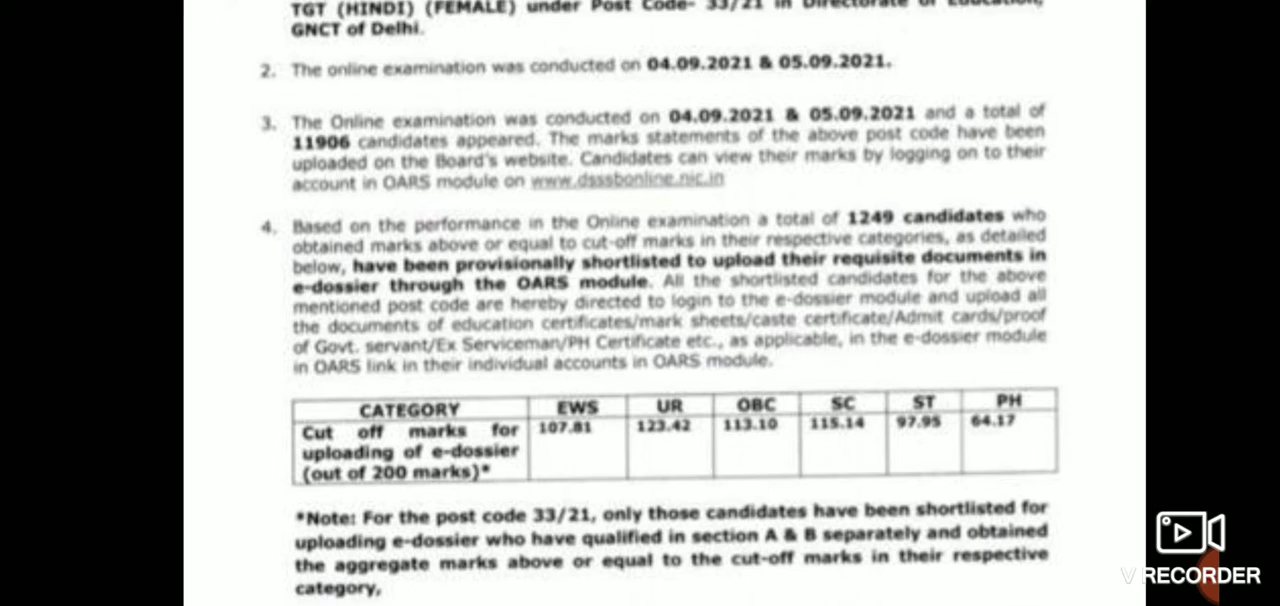 TGT (HINDI) (FEMALE) under Post Code- 33/21 in Directorate of Education,
GNCT of Delhi.
2. The online examination was conducted on 04.09.2021 & 05.09.2021.
3. The Online examination was conducted on 04.09.2021 & 05.09.2021 and a total of
11906 candidates appeared. The marks statements of the above post code have been
uploaded on the Board's website. Candidates can view their marks by logging on to their
account in OARS module on www.dsssbonline.nic.in
4. Based on the performance in the Online examination a total of 1249 candidates who
obtained marks above or equal to cut-off marks in their respective categories, as detailed
below, have been provisionally shortlisted to upload their requisite documents in
e-dossier through the OARS module. All the shortlisted candidates for the above
mentioned post code are hereby directed to login to the e-dossier module and upload all
the documents of education certificates/mark sheets/caste certificate/Admit cards/proof
of Govt. servant/Ex Serviceman/PH Certificate etc., as applicable, in the e-dossier module
in OARS link in their individual accounts in OARS module.
CATEGORY EWS UR OBC SC ST PH
Cut off marks for 107.81 123.42 113.10 115.14 97.95 64.17
uploading of e-dossier
(out of 200 marks)*
*Note: For the post code 33/21, only those candidates have been shortlisted for
uploading e-dossier who have qualified in section A & B separately and obtained
the aggregate marks above or equal to the cut-off marks in their respective
category,
V RECORDER